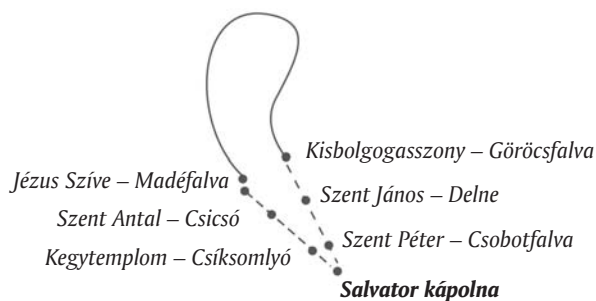 Kisbolgogasszony – Göröcsfalva
Jézus Szíve – Madéfalva
Szent János – Delne
Szent Antal – Csicsó
Szent Péter – Csobotfalva
Kegytemplom – Csíksomlyó
Salvator kápolna